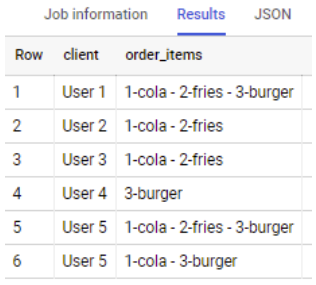 Job information Results JSON
Row client order_items
1 User 1 1-cola - 2-fries - 3-burger
2 User 2 1-cola - 2-fries
3 User 3 1-cola - 2-fries
4 User 4 3-burger
5 User 5 1-cola - 2-fries - 3-burger
6 User 5 1-cola - 3-burger